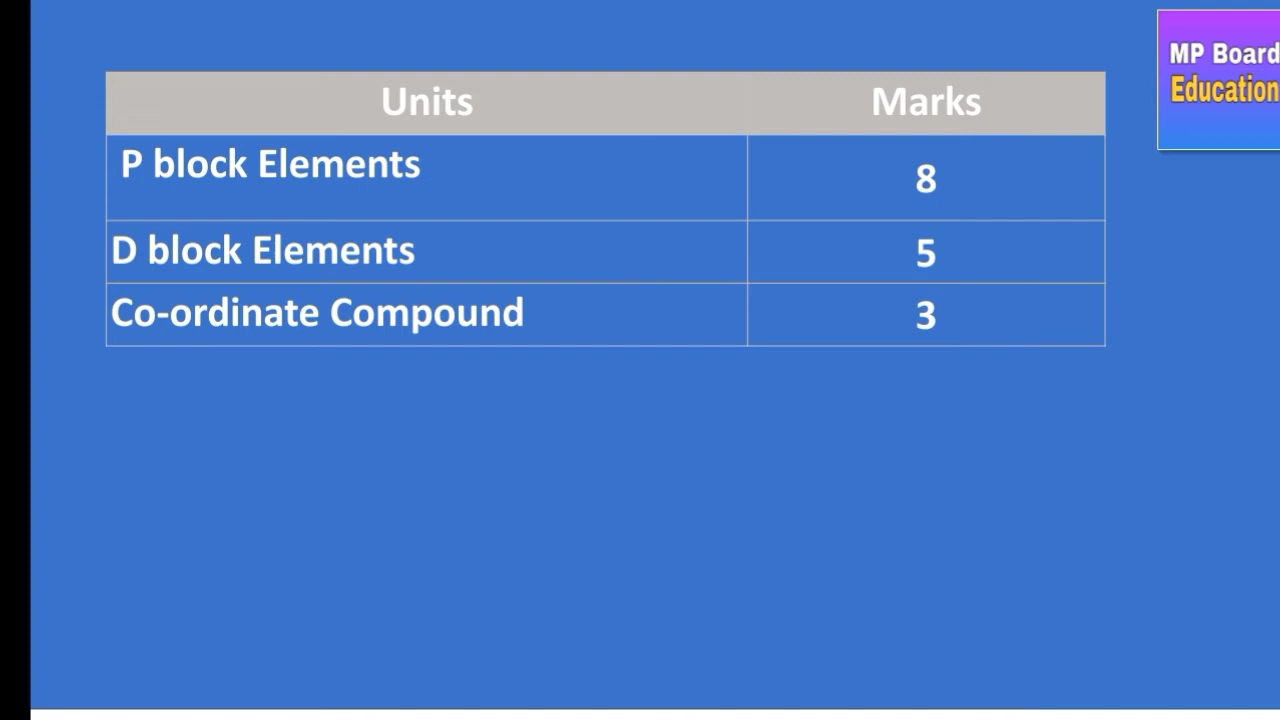 MP Board
Education
Units Marks
P block Elements 8
D block Elements 5
Co-ordinate Compound 3